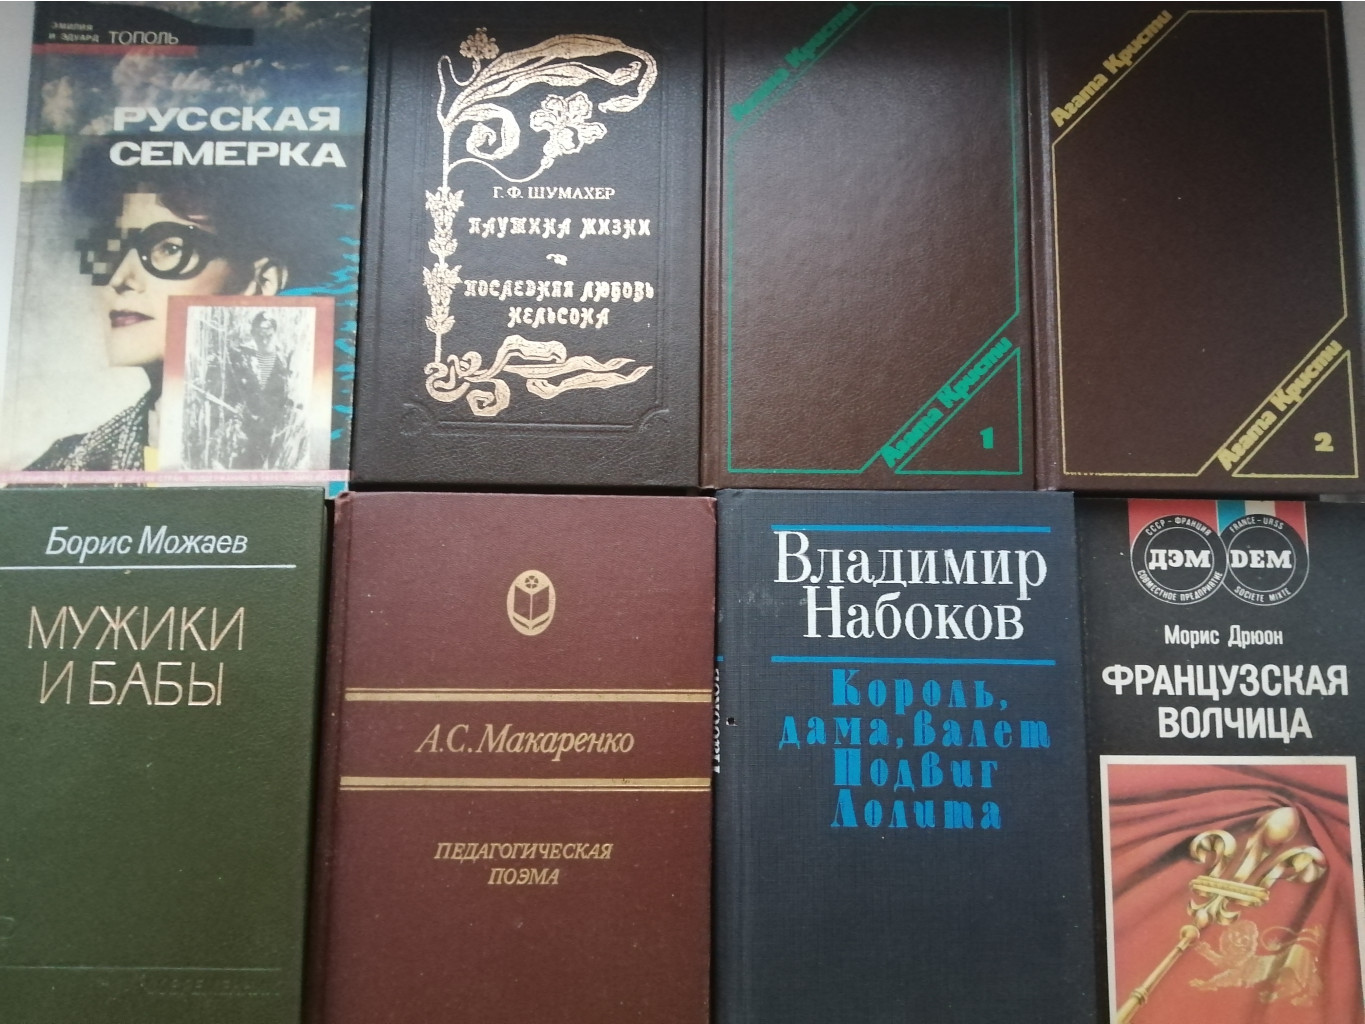 ЭМИЛИЯ
И ЭДУАРД ТОПОЛЬ
РУССКАЯ
СЕМЕРКА
Г. Ф. ШУМАХЕР
ПАУТИНА ЖИЗНИ
ПОСЛЕДНЯЯ ЛЮБОВЬ
НЕЛЬСОНА
Агата Кристи
Агата Кристи
1
Агата Кристи
Агата Кристи
2
Борис Можаев
МУЖИКИ
И БАБЫ
А.С. Макаренко
ПЕДАГОГИЧЕСКАЯ
ПОЭМА
Набоков
Владимир
Набоков
Король,
дама, валет
Подвиг
Лолита
СССР - ФРАНЦИЯ
ДЭМ
СОВМЕСТНОЕ ПРЕДПРИЯТИЕ
FRANCE - URSS
DEM
SOCIETE MIXTE
Морис Дрюон
ФРАНЦУЗСКАЯ
ВОЛЧИЦА